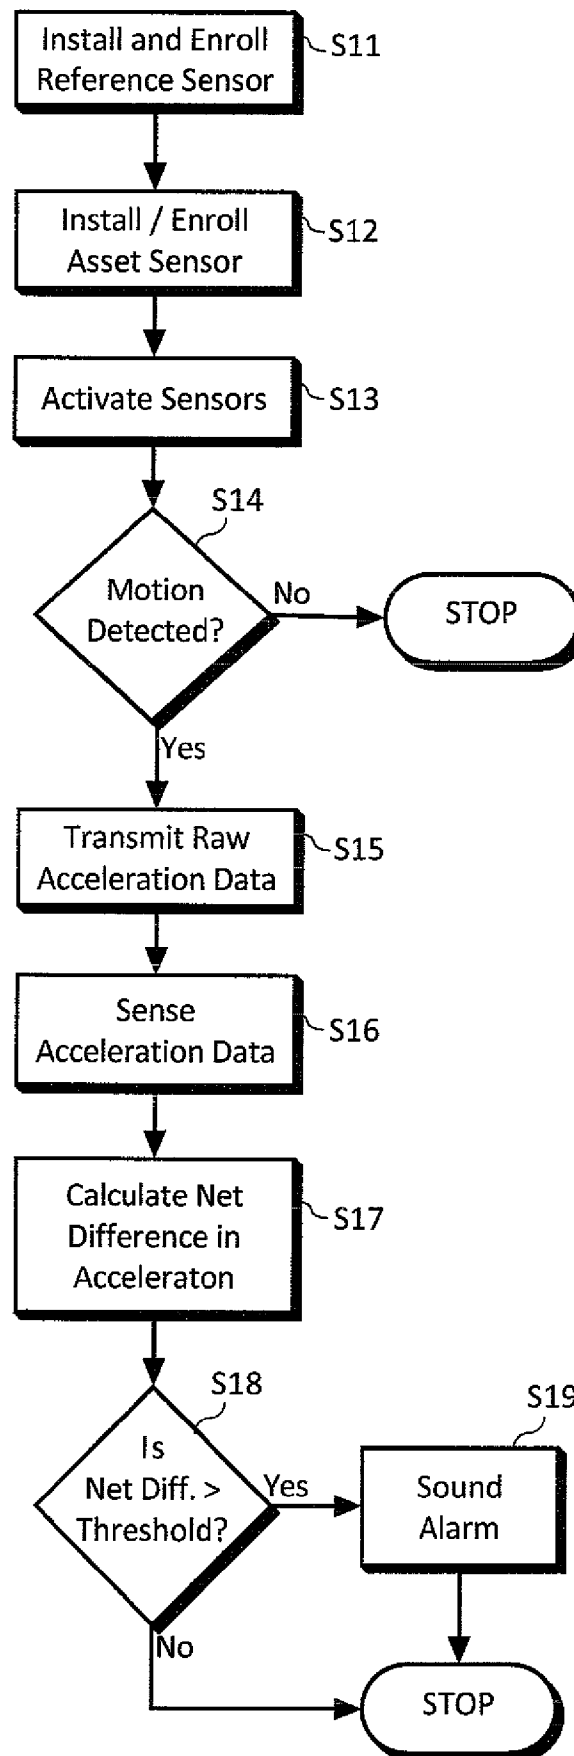 Install and Enroll
Reference Sensor
S11
Install / Enroll
Asset Sensor
S12
Activate Sensors
S13
S14
Motion
Detected?
No
STOP
Yes
Transmit Raw
Acceleration Data
S15
Sense
Acceleration Data
S16
Calculate Net
Difference in
Acceleraton
S17
S18
Is
Net Diff. >
Threshold?
Yes
S19
Sound
Alarm
No
STOP